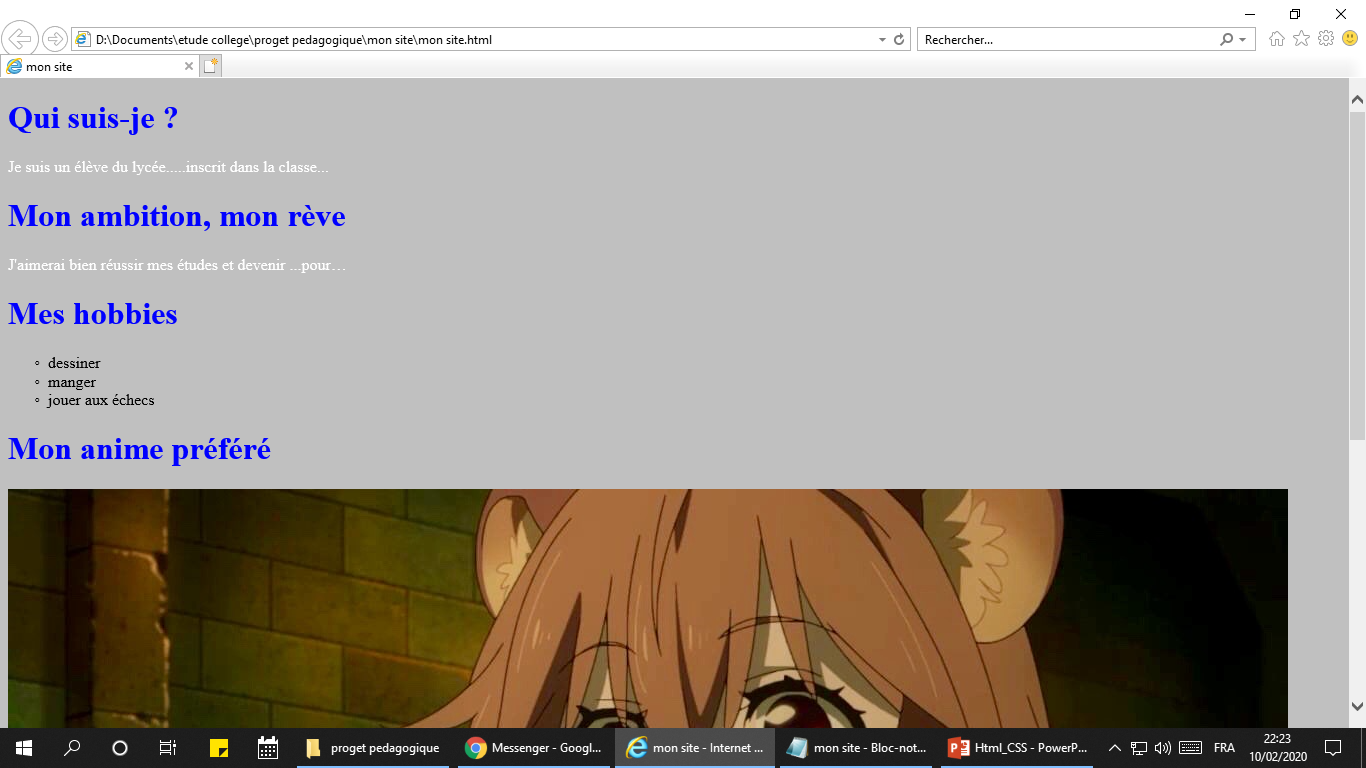 D:\Documents\etude college\proget pedagogique\mon site\mon site.html
Rechercher...
mon site
Qui suis-je ?
Je suis un élève du lycée.....inscrit dans la classe...
Mon ambition, mon rève
J'aimerai bien réussir mes études et devenir ...pour…
Mes hobbies
dessiner
manger
jouer aux échecs
Mon anime préféré
proget pedagogique
Messenger - Googl...
mon site - Internet ...
mon site - Bloc-not...
Html_CSS - PowerP...
FRA
22:23
10/02/2020